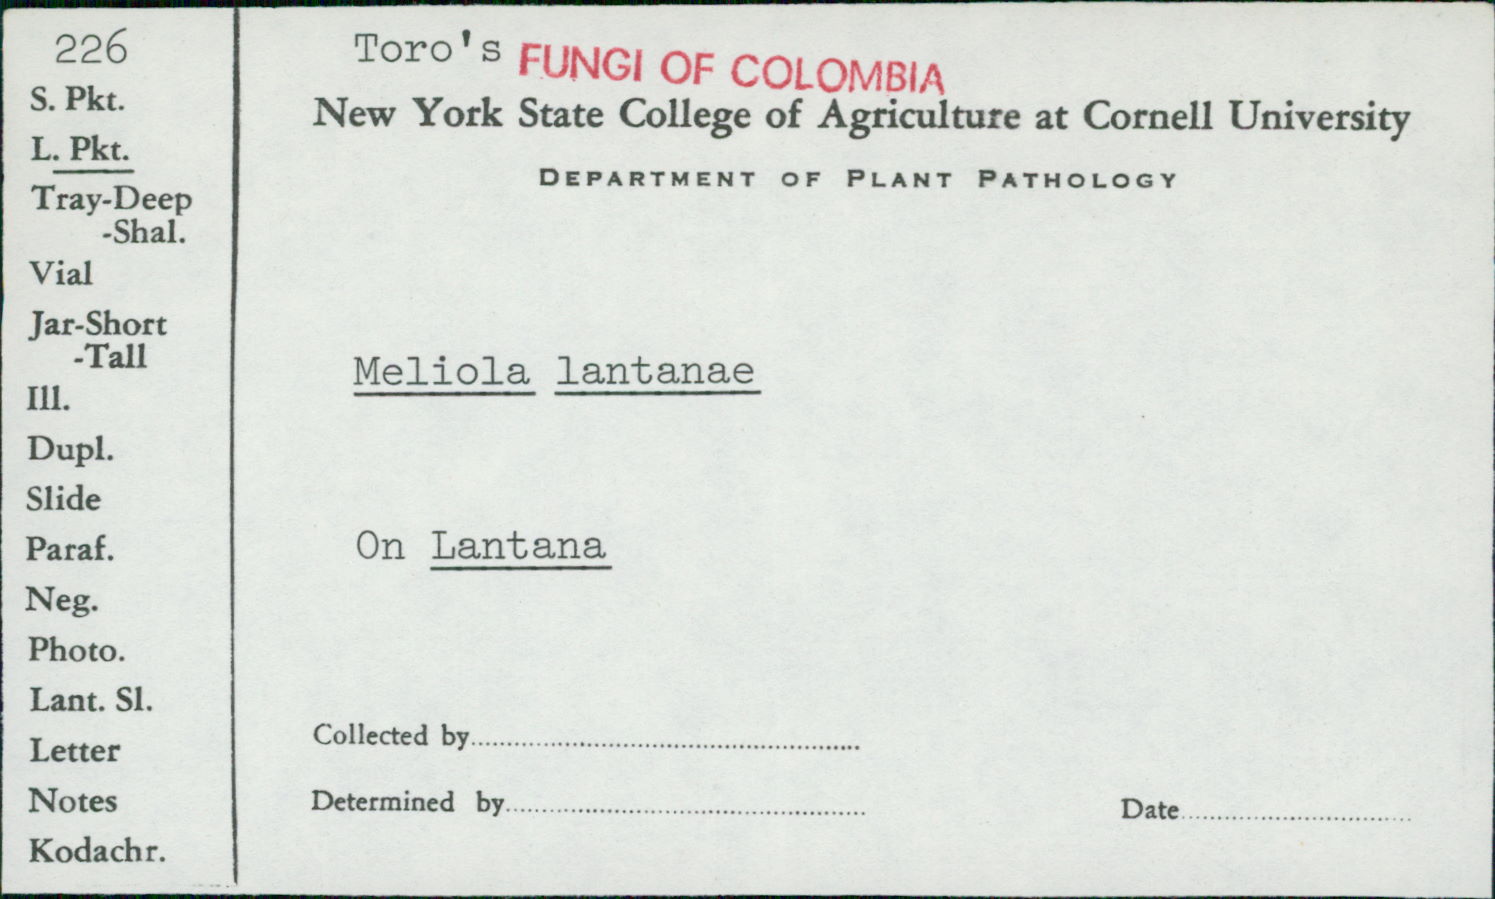 226
S. Pkt.
L. Pkt.
Tray-Deep
-Shal.
Vial
Jar-Short
-Tall
Ill.
Dupl.
Slide
Paraf.
Neg.
Photo.
Lant. Sl.
Letter
Notes
Kodachr.
Toro's FUNGI OF COLOMBIA
New York State College of Agriculture at Cornell University
DEPARTMENT OF PLANT PATHOLOGY
Meliola lantanae
On Lantana
Collected by
Determined by
Date